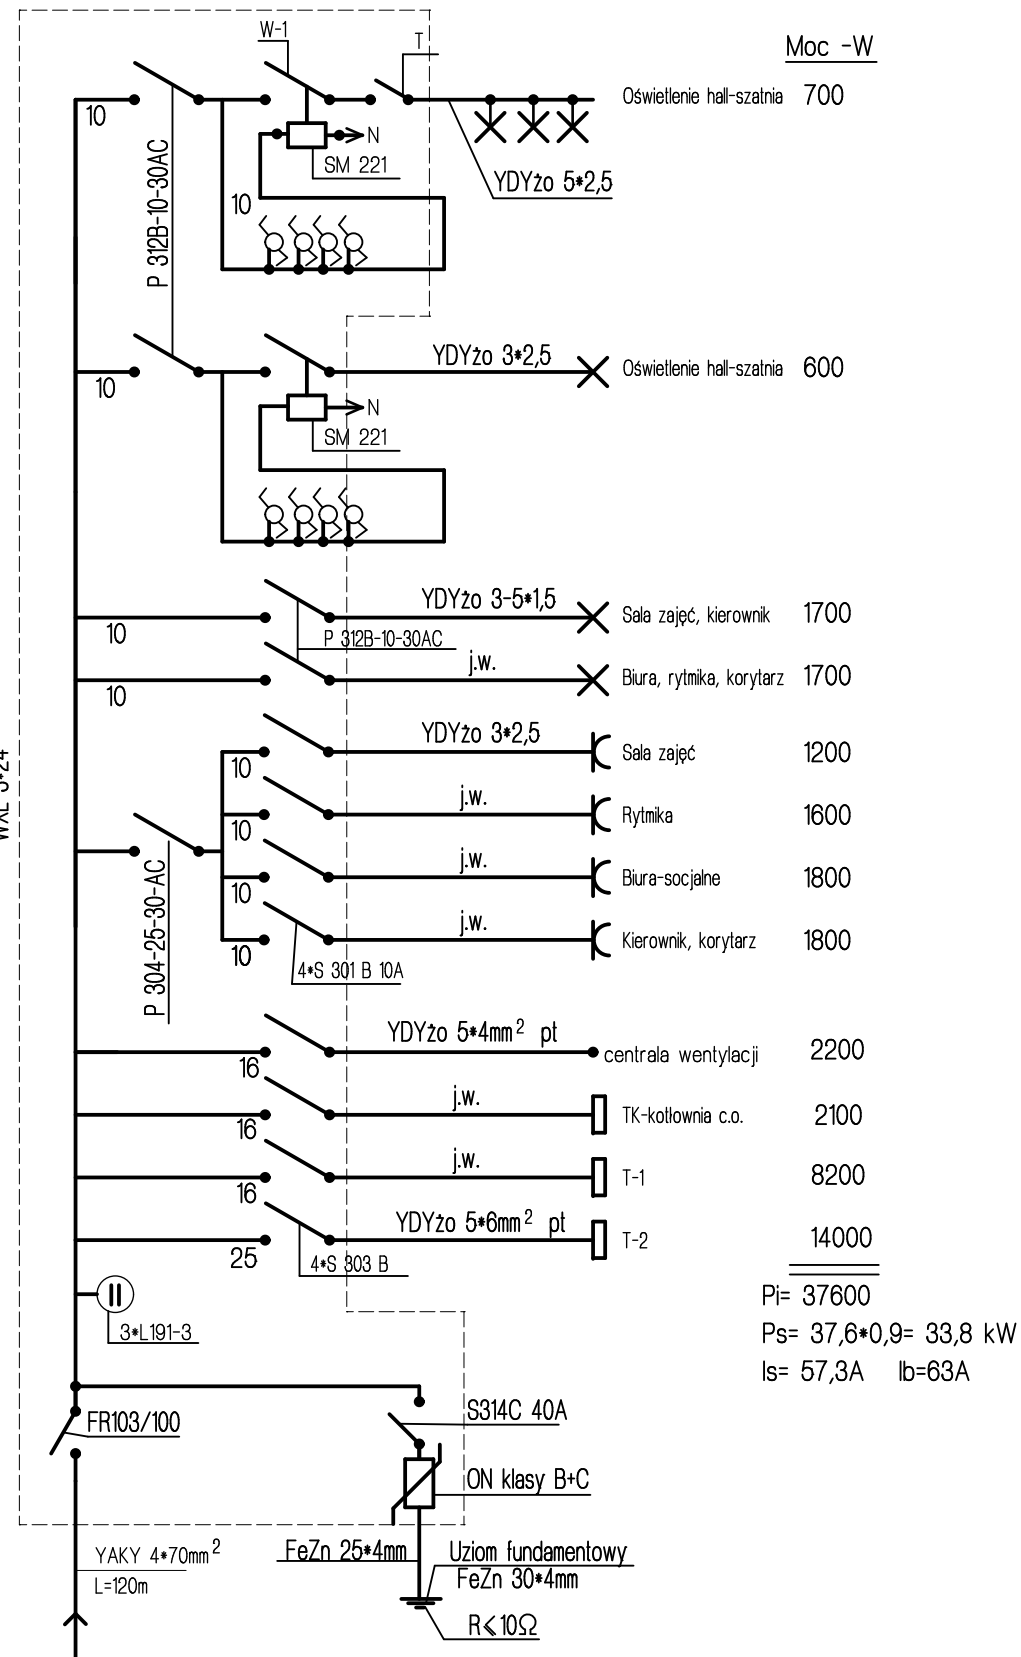 Moc -W
W-1
T
10
P 312B-10-30AC
N
SM 221
10
YDYżo 5*2,5
Oświetlenie hall-szatnia 700
10
N
SM 221
YDYżo 3*2,5
Oświetlenie hall-szatnia 600
10
YDYżo 3-5*1,5
Sala zajęć, kierownik 1700
P 312B-10-30AC
10
j.w.
Biura, rytmika, korytarz 1700
WXL 3*24
10
YDYżo 3*2,5
Sala zajęć 1200
10
j.w.
Rytmika 1600
P 304-25-30-AC
10
j.w.
Biura-socjalne 1800
10
j.w.
Kierownik, korytarz 1800
4*S 301 B 10A
16
YDYżo 5*4mm² pt
centrala wentylacji 2200
16
j.w.
TK-kotłownia c.o. 2100
16
j.w.
T-1 8200
25
YDYżo 5*6mm² pt
T-2 14000
4*S 303 B
Pi= 37600
3*L191-3
Ps= 37,6*0,9= 33,8 kW
Is= 57,3A Ib=63A
FR103/100
S314C 40A
ON klasy B+C
YAKY 4*70mm²
L=120m
FeZn 25*4mm
Uziom fundamentowy
FeZn 30*4mm
R<10Ω